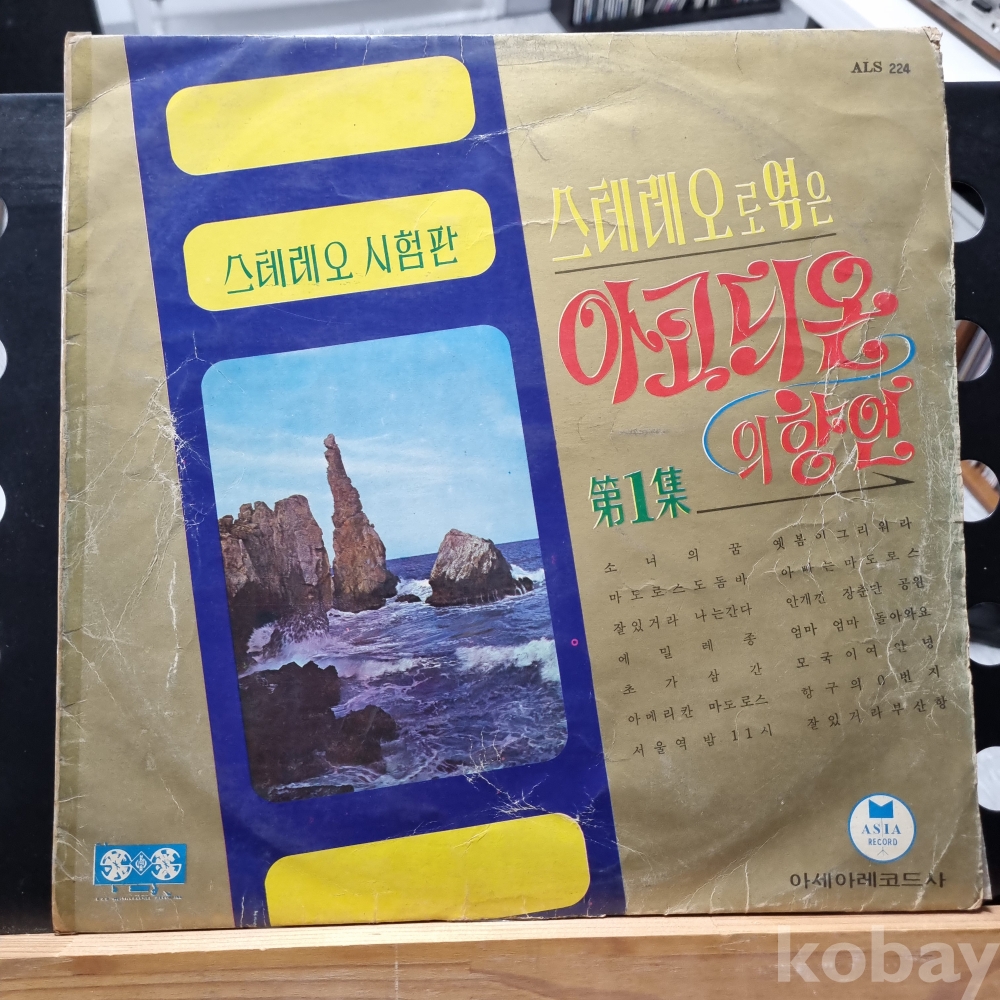 ALS 224
스테레오로 엮은
아코디온
의 향연
第1集
스테레오 시험판
소녀의 꿈 옛봄이그리워라
마도로스도돔바 아빠는마도로스
잘있거라 나는간다 안개낀 장춘단 공원
에밀레종 엄마 엄마 돌아와요
초가삼간 모국이여안녕
아메리칸 마도로스 항구의0번지
서울역 밤11시 잘있거라부산항
ASIA
RECORD
아세아레코드사
kobay